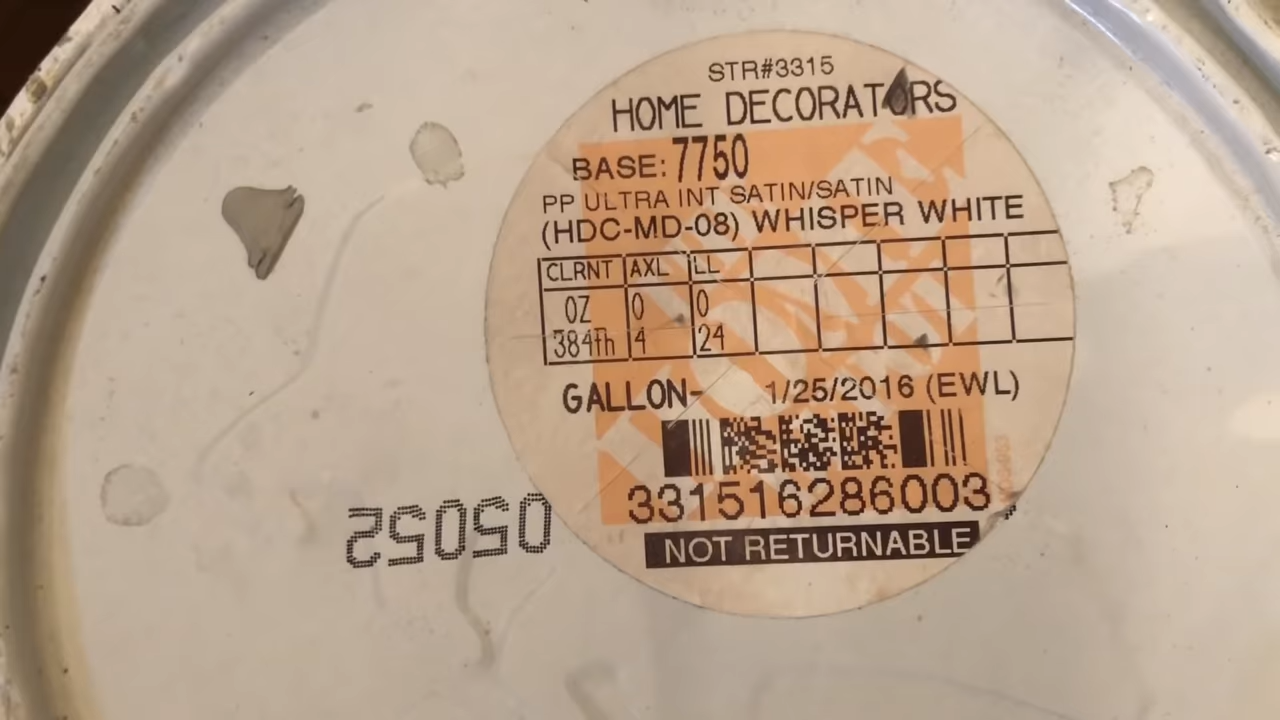 STR#3315
HOME DECORATORS
BASE: 7750
PP ULTRA INT SATIN/SATIN
(HDC-MD-08) WHISPER WHITE
CLRNT AXL LL
OZ 0 0
384th 4 24
GALLON- 1/25/2016 (EWL)
331516286003
NOT RETURNABLE
05052